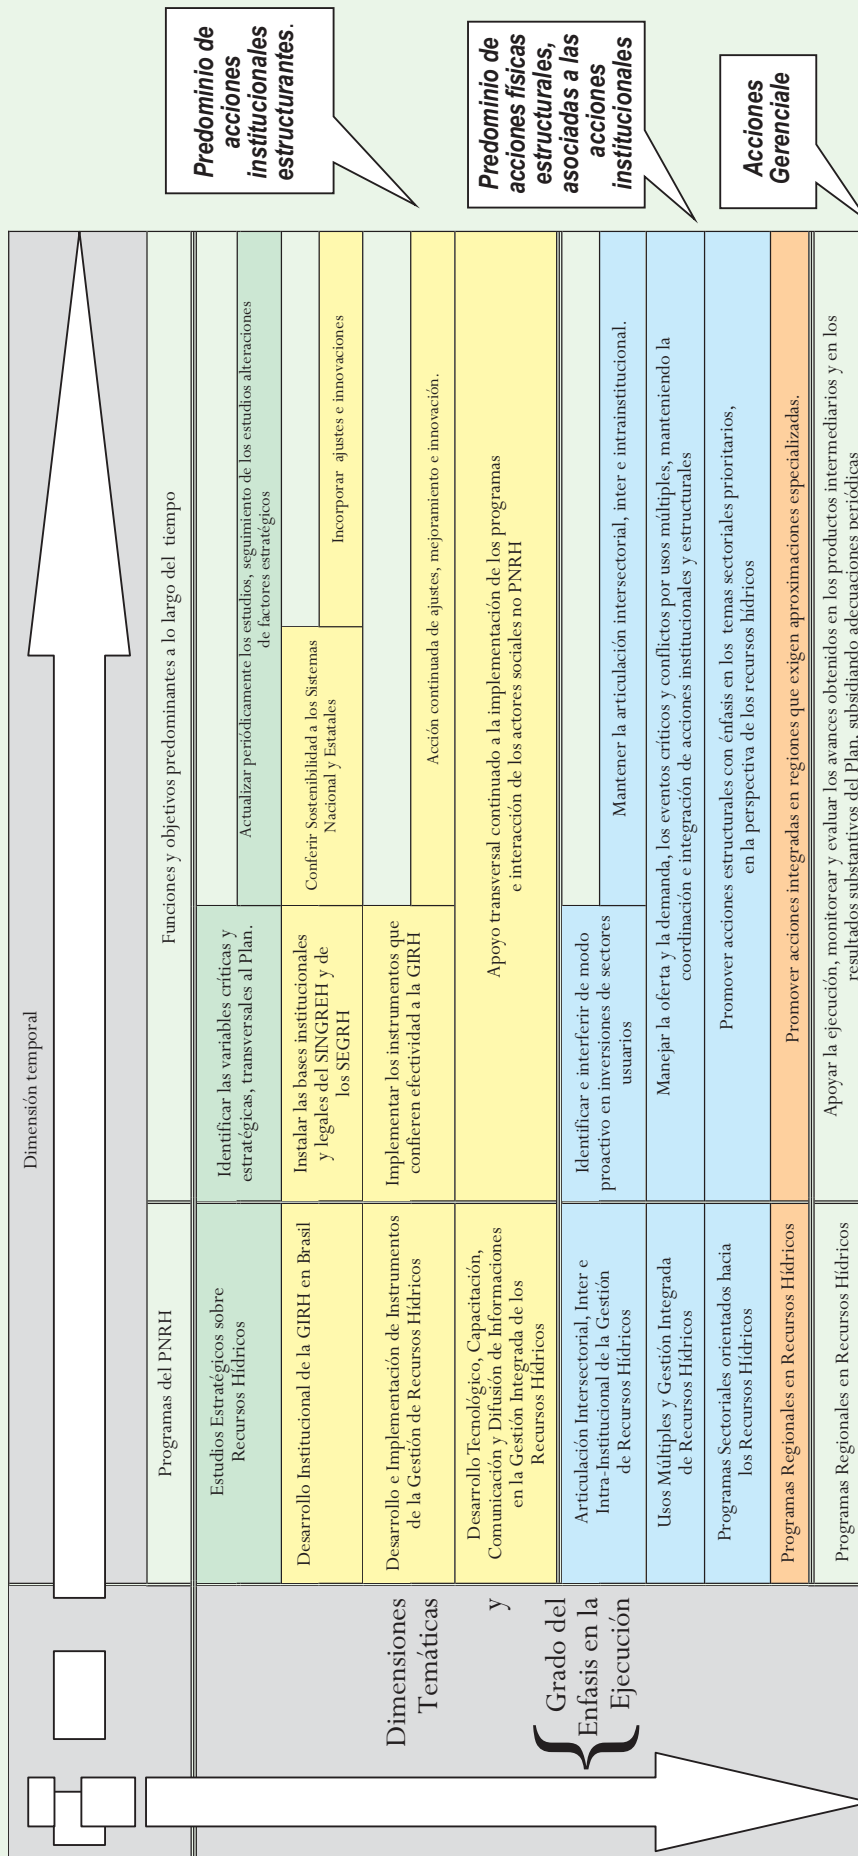 Dimensión temporal
Programas del PNRH
Funciones y objetivos predominantes a lo largo del tiempo
Estudios Estratégicos sobre
Recursos Hídricos
Identificar las variables críticas y
estratégicas, transversales al Plan.
Actualizar periódicamente los estudios, seguimiento de los estudios alteraciones
de factores estratégicos
Desarrollo Institucional de la GIRH en Brasil
Instalar las bases institucionales
y legales del SINGREH y de
los SEGRH
Conferir Sostenibilidad a los Sistemas
Nacional y Estatales
Incorporar ajustes e innovaciones
Desarrollo e Implementación de Instrumentos
de la Gestión de Recursos Hídricos
Implementar los instrumentos que
confieren efectividad a la GIRH
Acción continuada de ajustes, mejoramiento e innovación.
Desarrollo Tecnológico, Capacitación,
Comunicación y Difusión de Informaciones
en la Gestión Integrada de los
Recursos Hídricos
Apoyo transversal continuado a la implementación de los programas
e interacción de los actores sociales no PNRH
Articulación Intersectorial, Inter e
Intra-Institucional de la Gestión
de Recursos Hídricos
Identificar e interferir de modo
proactivo en inversiones de sectores
usuarios
Mantener la articulación intersectorial, inter e intrainstitucional.
Usos Múltiples y Gestión Integrada
de Recursos Hídricos
Manejar la oferta y la demanda, los eventos críticos y conflictos por usos múltiples, manteniendo la
coordinación e integración de acciones institucionales y estructurales
Programas Sectoriales orientados hacia
los Recursos Hídricos
Promover acciones estructurales con énfasis en los temas sectoriales prioritarios,
en la perspectiva de los recursos hídricos
Programas Regionales en Recursos Hídricos
Promover acciones integradas en regiones que exigen aproximaciones especializadas.
Programas Regionales en Recursos Hídricos
Apoyar la ejecución, monitorear y evaluar los avances obtenidos en los productos intermediarios y en los
resultados substantivos del Plan, subsidiando adecuaciones periódicas
Dimensiones
Temáticas
y
Grado del
Enfasis en la
Ejecución
Predominio de
acciones
institucionales
estructurantes.
Predominio de
acciones físicas
estructurales,
asociadas a las
acciones
institucionales
Acciones
Gerenciale